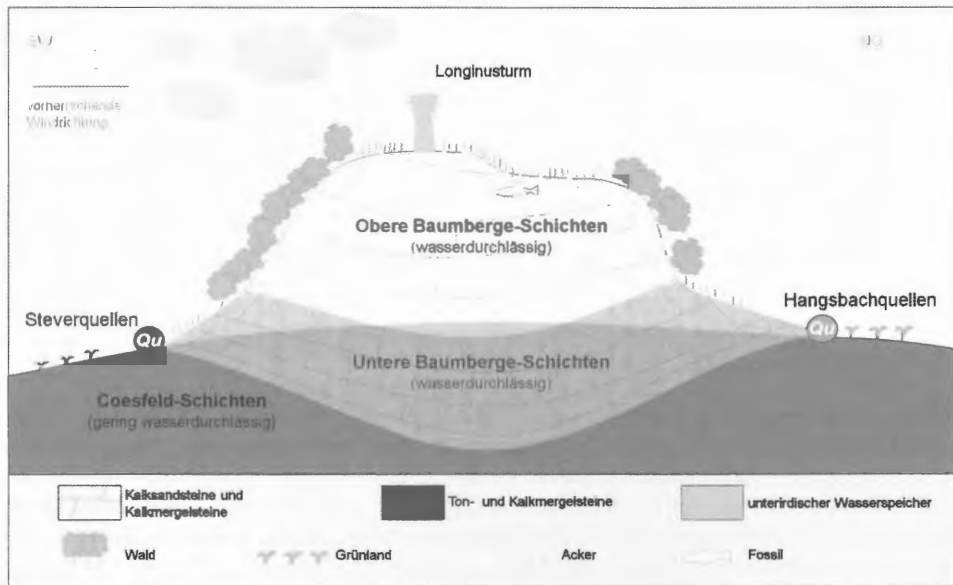 SW
NO
Longinusturm
vorherrschende
Windrichtung
Obere Baumberge-Schichten
(wasserdurchlässig)
Steverquellen
Hangsbachquellen
Qu
Qu
Untere Baumberge-Schichten
(wasserdurchlässig)
Coesfeld-Schichten
(gering wasserdurchlässig)
Kalksandsteine und
Kalkmergelsteine
Ton- und Kalkmergelsteine
unterirdischer Wasserspeicher
Wald
Grünland
Acker
Fossil